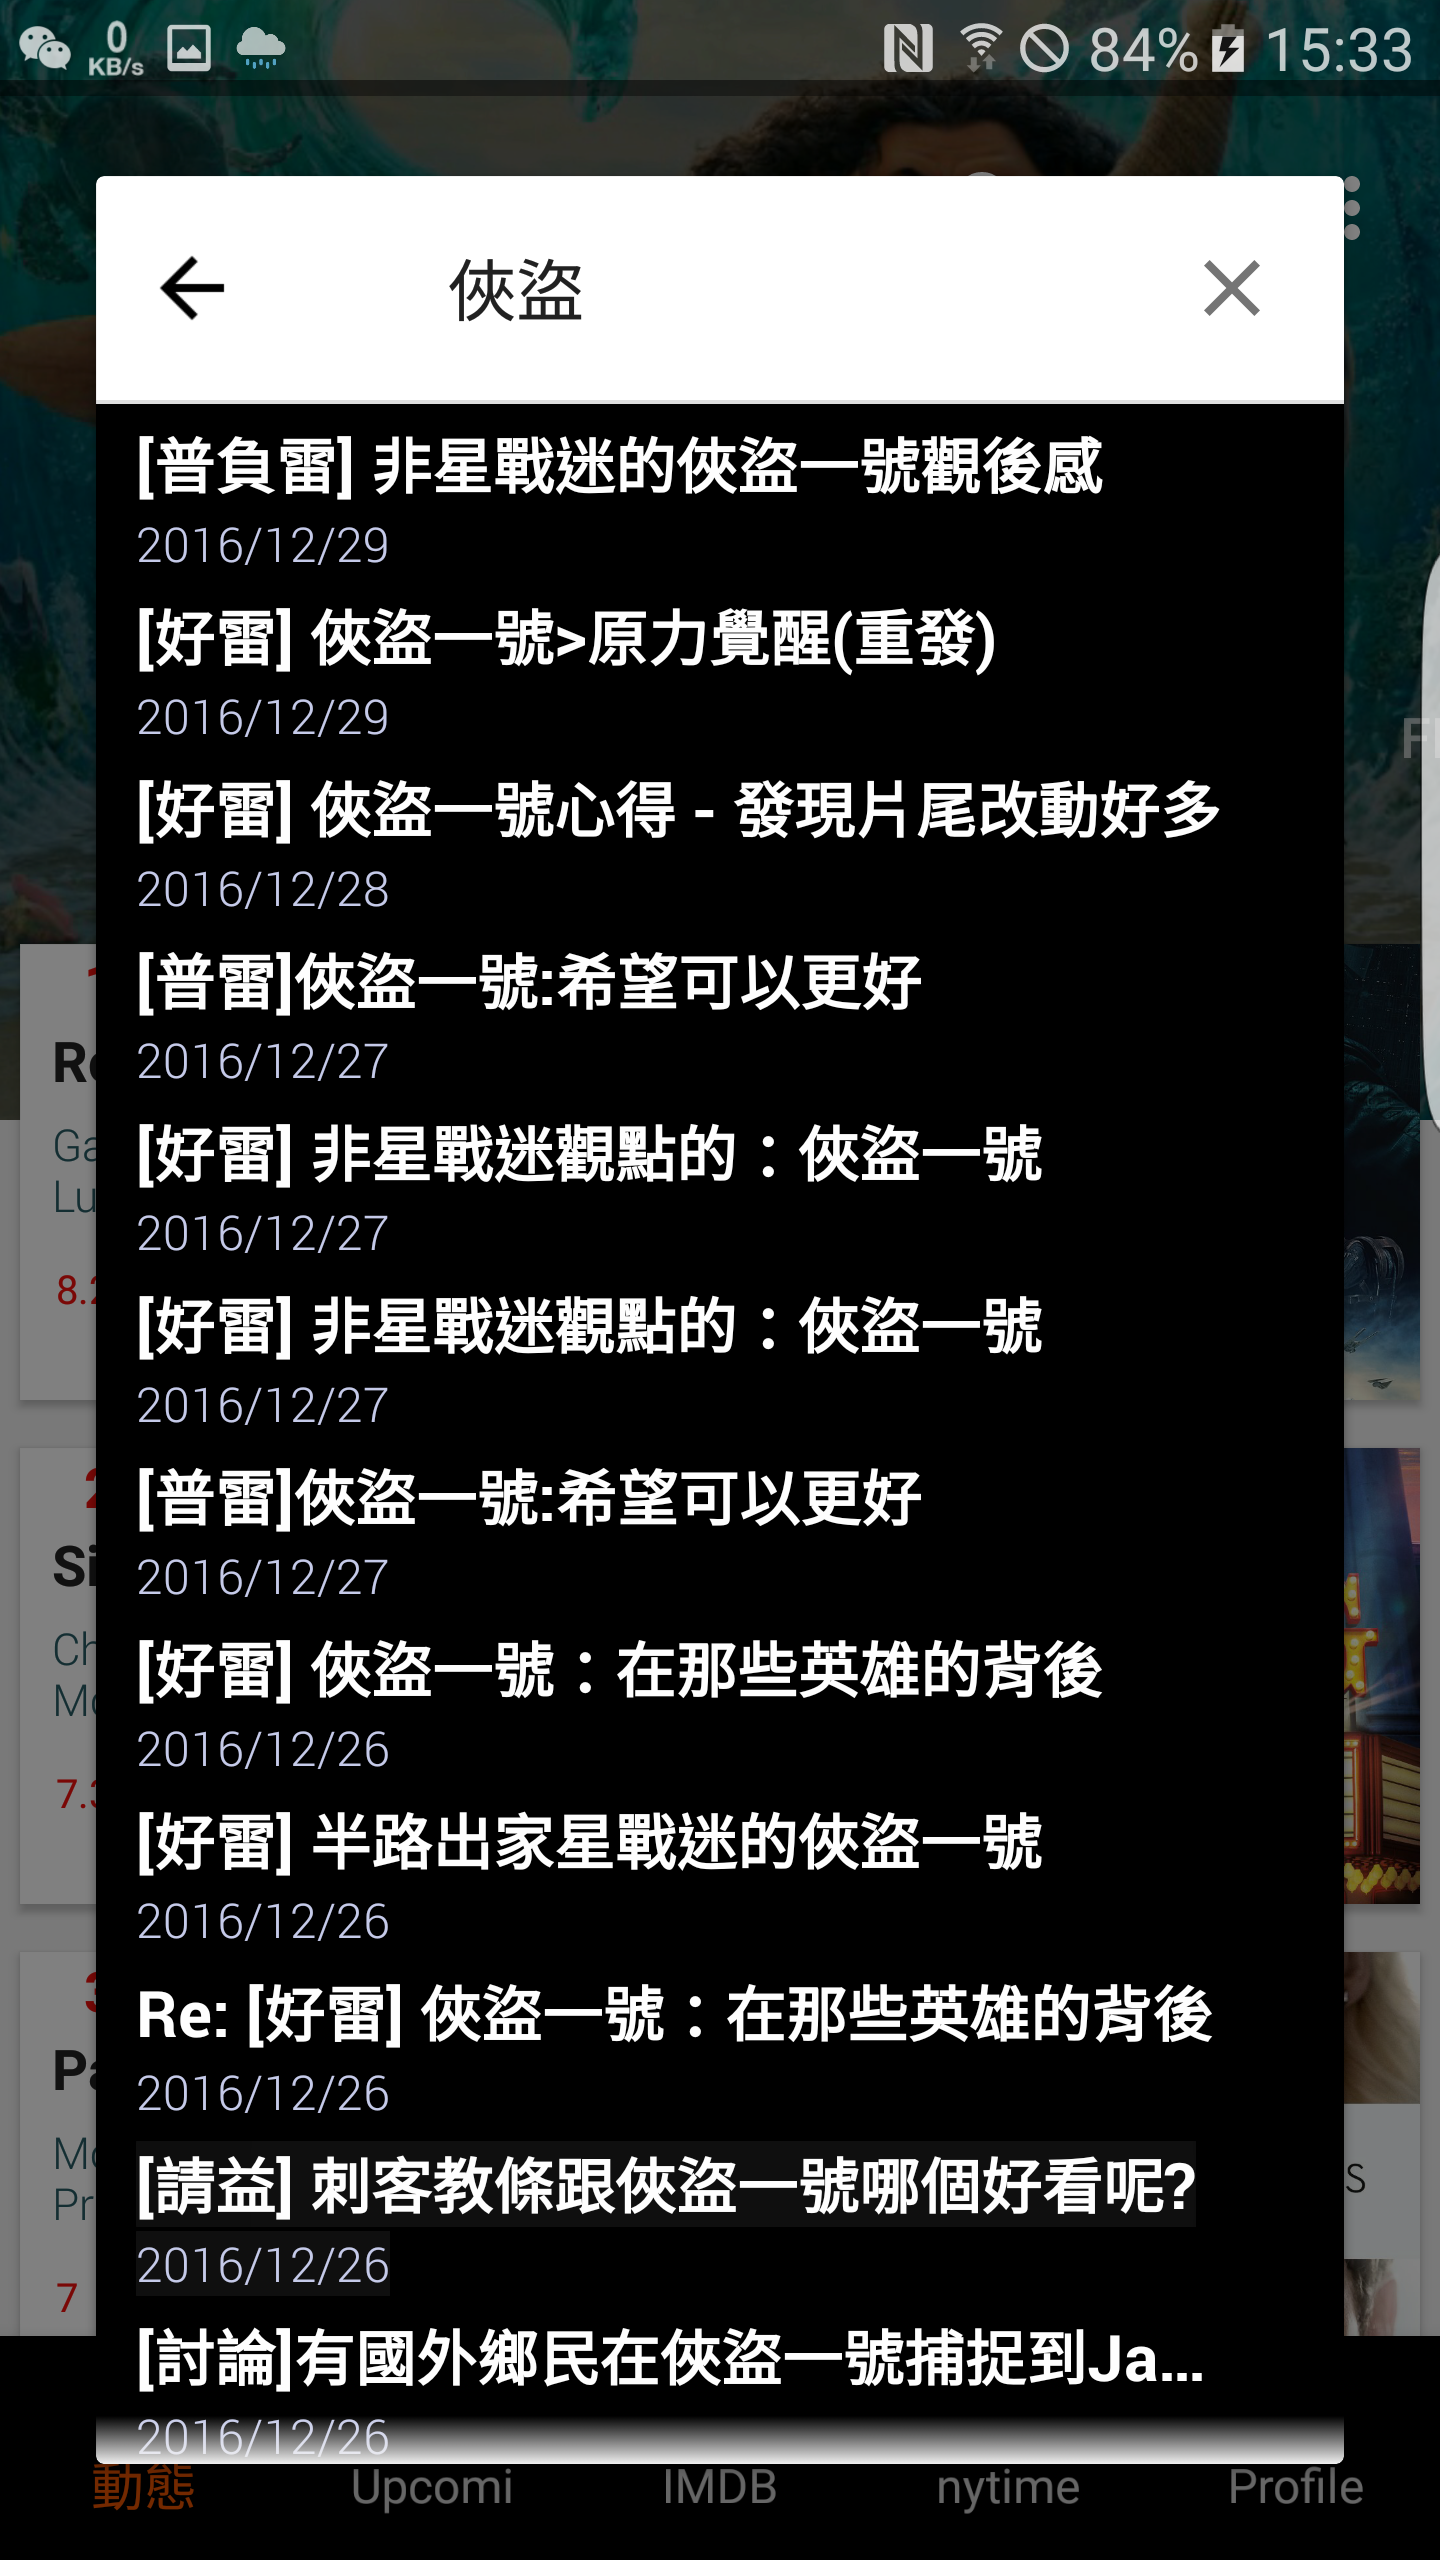 0
KB/s
84%
15:33
俠盜
[普負雷] 非星戰迷的俠盜一號觀後感
2016/12/29
[好雷] 俠盜一號>原力覺醒(重發)
2016/12/29
[好雷] 俠盜一號心得 - 發現片尾改動好多
2016/12/28
[普雷]俠盜一號:希望可以更好
2016/12/27
[好雷] 非星戰迷觀點的：俠盜一號
2016/12/27
[好雷] 非星戰迷觀點的：俠盜一號
2016/12/27
[普雷]俠盜一號:希望可以更好
2016/12/27
[好雷] 俠盜一號：在那些英雄的背後
2016/12/26
[好雷] 半路出家星戰迷的俠盜一號
2016/12/26
Re: [好雷] 俠盜一號：在那些英雄的背後
2016/12/26
[請益] 刺客教條跟俠盜一號哪個好看呢?
2016/12/26
[討論]有國外鄉民在俠盜一號捕捉到Ja...
2016/12/26
動態
Upcomi
IMDB
nytime
Profile